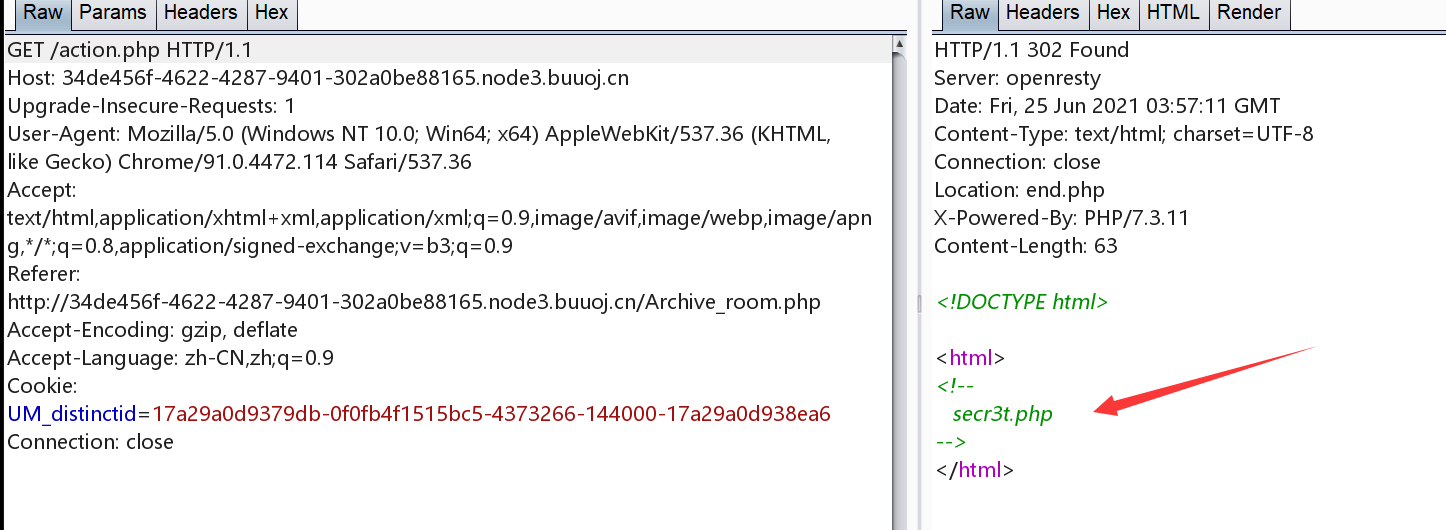 Raw Params Headers Hex
GET /action.php HTTP/1.1
Host: 34de456f-4622-4287-9401-302a0be88165.node3.buuoj.cn
Upgrade-Insecure-Requests: 1
User-Agent: Mozilla/5.0 (Windows NT 10.0; Win64; x64) AppleWebKit/537.36 (KHTML,
like Gecko) Chrome/91.0.4472.114 Safari/537.36
Accept:
text/html,application/xhtml+xml,application/xml;q=0.9,image/avif,image/webp,image/apn
g,*/*;q=0.8,application/signed-exchange;v=b3;q=0.9
Referer:
http://34de456f-4622-4287-9401-302a0be88165.node3.buuoj.cn/Archive_room.php
Accept-Encoding: gzip, deflate
Accept-Language: zh-CN,zh;q=0.9
Cookie:
UM_distinctid=17a29a0d9379db-0f0fb4f1515bc5-4373266-144000-17a29a0d938ea6
Connection: close
Raw Headers Hex HTML Render
HTTP/1.1 302 Found
Server: openresty
Date: Fri, 25 Jun 2021 03:57:11 GMT
Content-Type: text/html; charset=UTF-8
Connection: close
Location: end.php
X-Powered-By: PHP/7.3.11
Content-Length: 63
<!DOCTYPE html>
<html>
<!--
secr3t.php
-->
</html>